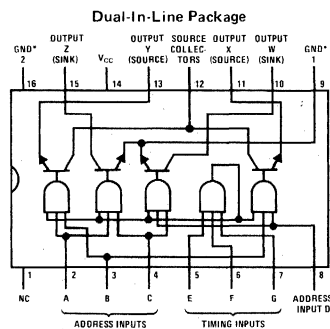 Dual-In-Line Package
GND* 2
OUTPUT Z (SINK)
VCC
OUTPUT Y (SOURCE)
SOURCE COLLEC- TORS
OUTPUT X (SOURCE)
OUTPUT W (SINK)
GND* 1
16 15 14 13 12 11 10 9
1 2 3 4 5 6 7 8
NC A B C E F G ADDRESS INPUT D
ADDRESS INPUTS TIMING INPUTS